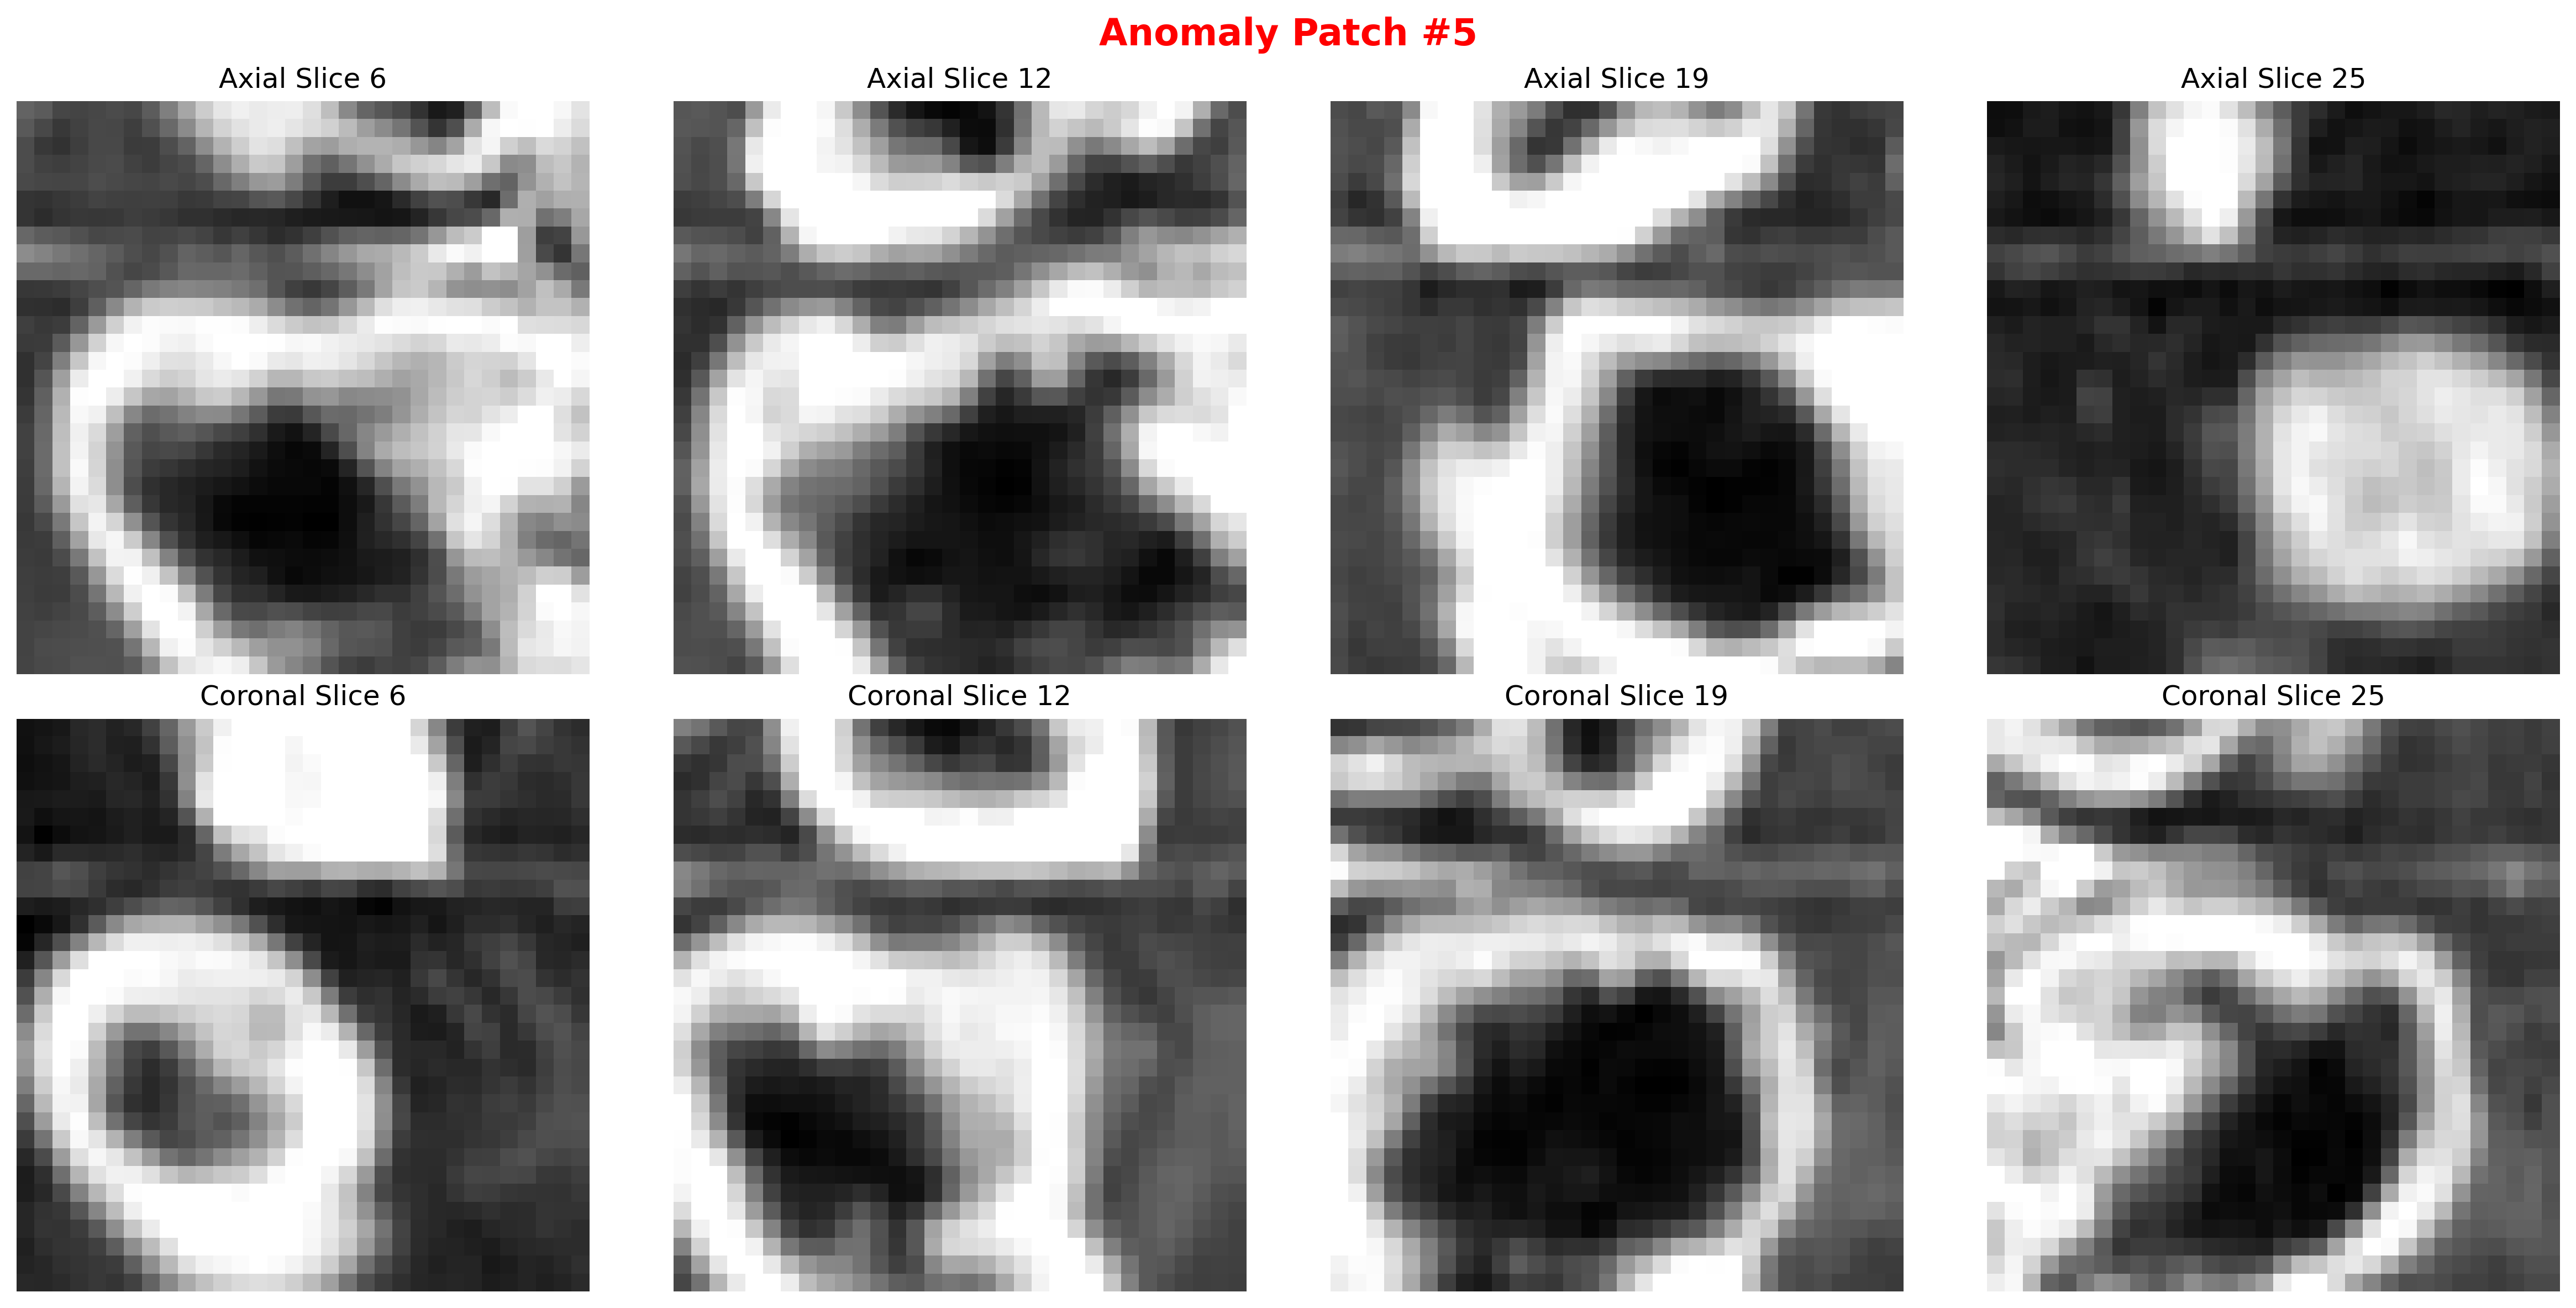 Anomaly Patch #5
Axial Slice 6
Axial Slice 12
Axial Slice 19
Axial Slice 25
Coronal Slice 6
Coronal Slice 12
Coronal Slice 19
Coronal Slice 25